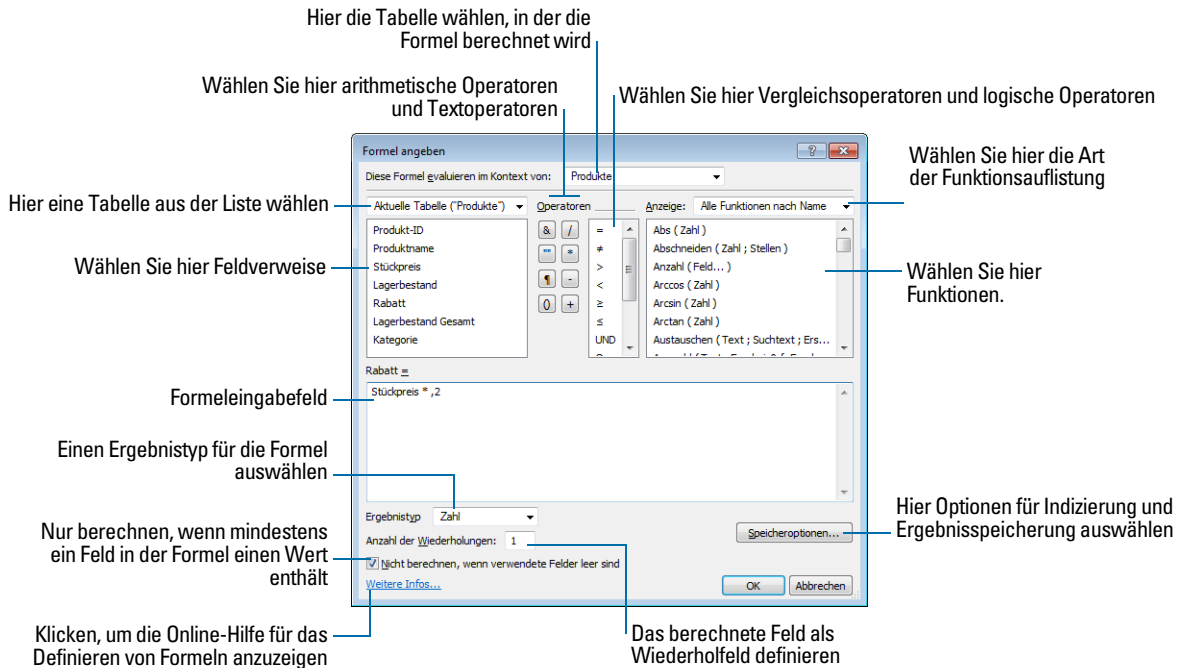 Hier die Tabelle wählen, in der die
Formel berechnet wird
Wählen Sie hier arithmetische Operatoren
und Textoperatoren
Wählen Sie hier Vergleichsoperatoren und logische Operatoren
Wählen Sie hier die Art
der Funktionsauflistung
Hier eine Tabelle aus der Liste wählen
Wählen Sie hier Feldverweise
Wählen Sie hier
Funktionen.
Formel angeben
Diese Formel evaluieren im Kontext von: Produkte
Aktuelle Tabelle ("Produkte")
Operatoren
Anzeige: Alle Funktionen nach Name
Produkt-ID
Produktname
Stückpreis
Lagerbestand
Rabatt
Lagerbestand Gesamt
Kategorie
& /
"" *
¶ -
() +
=
≠
>
<
≥
≤
UND
Abs ( Zahl )
Abschneiden ( Zahl ; Stellen )
Anzahl ( Feld... )
Arccos ( Zahl )
Arcsin ( Zahl )
Arctan ( Zahl )
Austauschen ( Text ; Suchtext ; Ers...
Rabatt =
Stückpreis * ,2
Formeleingabefeld
Einen Ergebnistyp für die Formel
auswählen
Ergebnistyp Zahl
Anzahl der Wiederholungen: 1
Speicheroptionen...
Nicht berechnen, wenn verwendete Felder leer sind
Weitere Infos...
OK
Abbrechen
Hier Optionen für Indizierung und
Ergebnisspeicherung auswählen
Nur berechnen, wenn mindestens
ein Feld in der Formel einen Wert
enthält
Klicken, um die Online-Hilfe für das
Definieren von Formeln anzuzeigen
Das berechnete Feld als
Wiederholfeld definieren